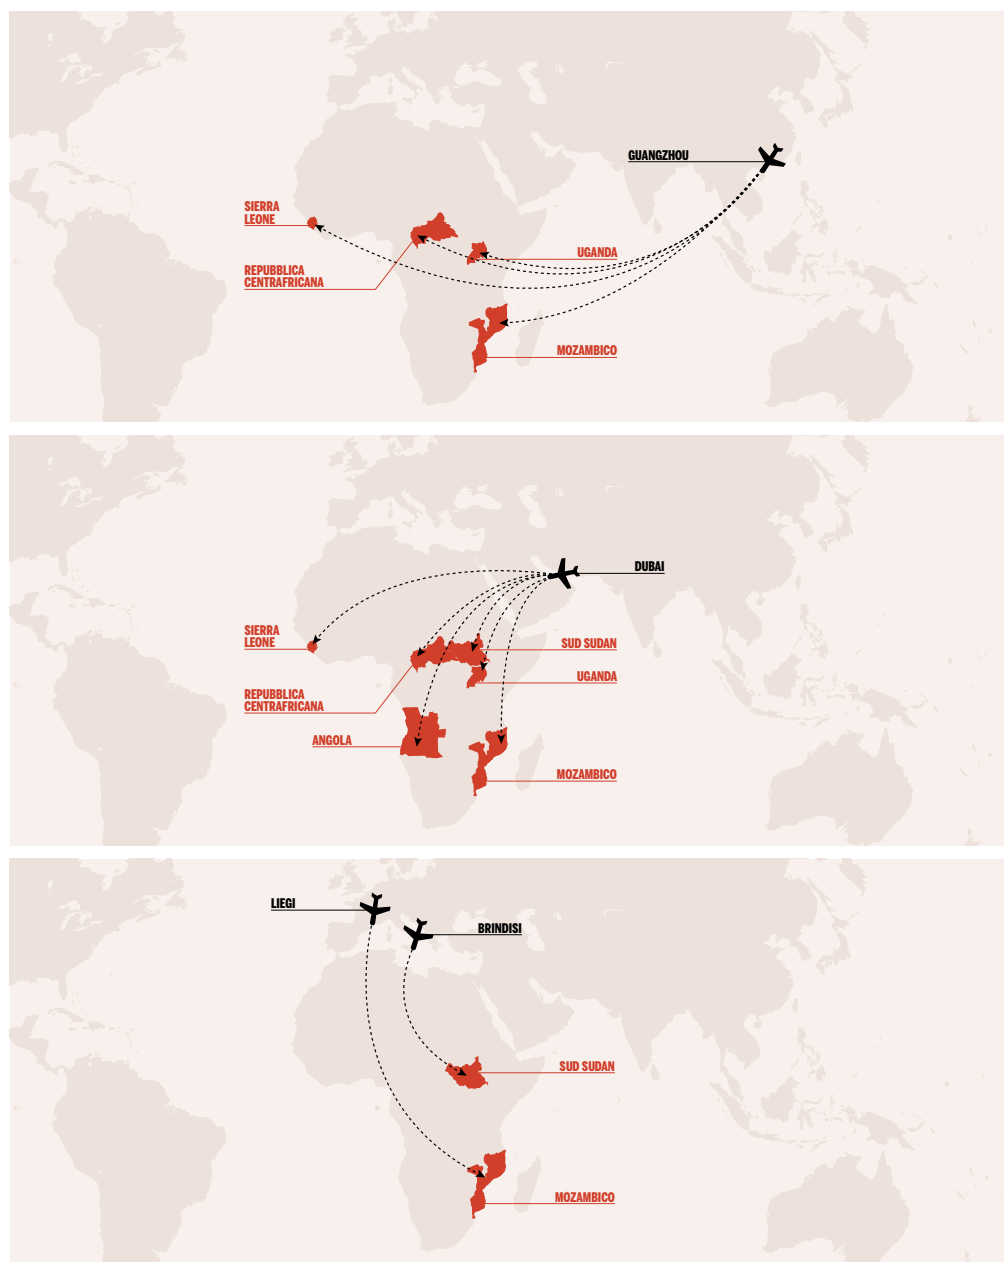 GUANGZHOU
SIERRA
LEONE
UGANDA
REPUBBLICA
CENTRAFRICANA
MOZAMBICO
DUBAI
SIERRA
LEONE
SUD SUDAN
UGANDA
REPUBBLICA
CENTRAFRICANA
ANGOLA
MOZAMBICO
LIEGI
BRINDISI
SUD SUDAN
MOZAMBICO